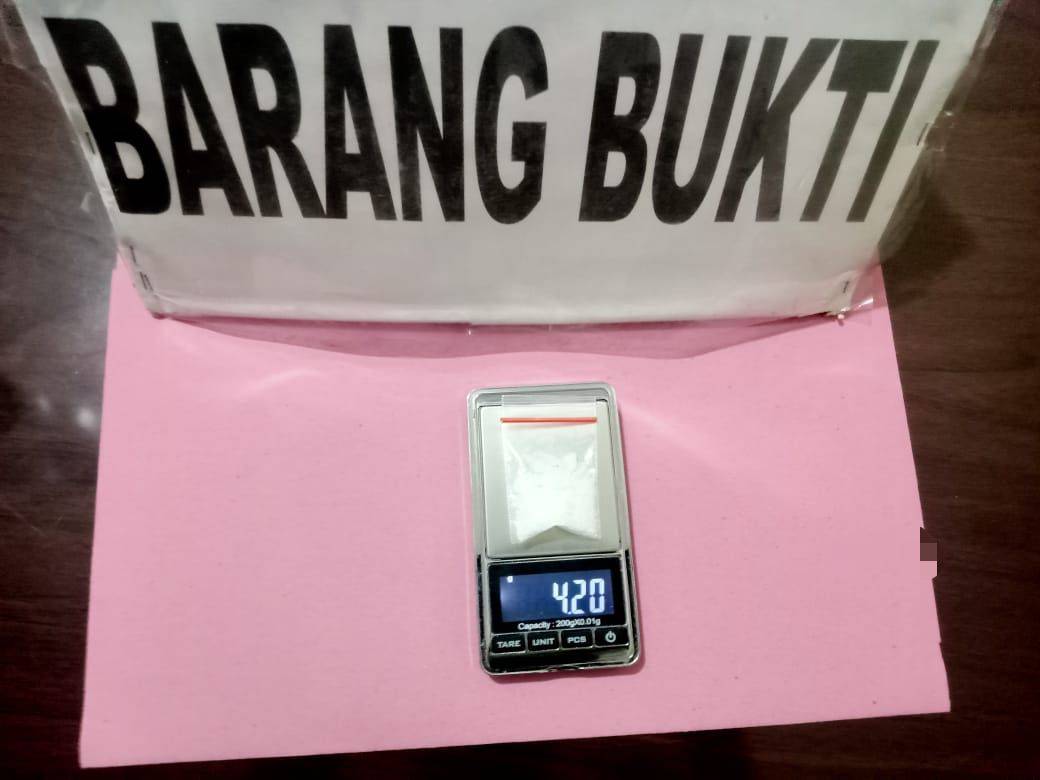 BARANG BUKTI
g
4.20
Capacity : 200gX0.01g
TARE UNIT PCS